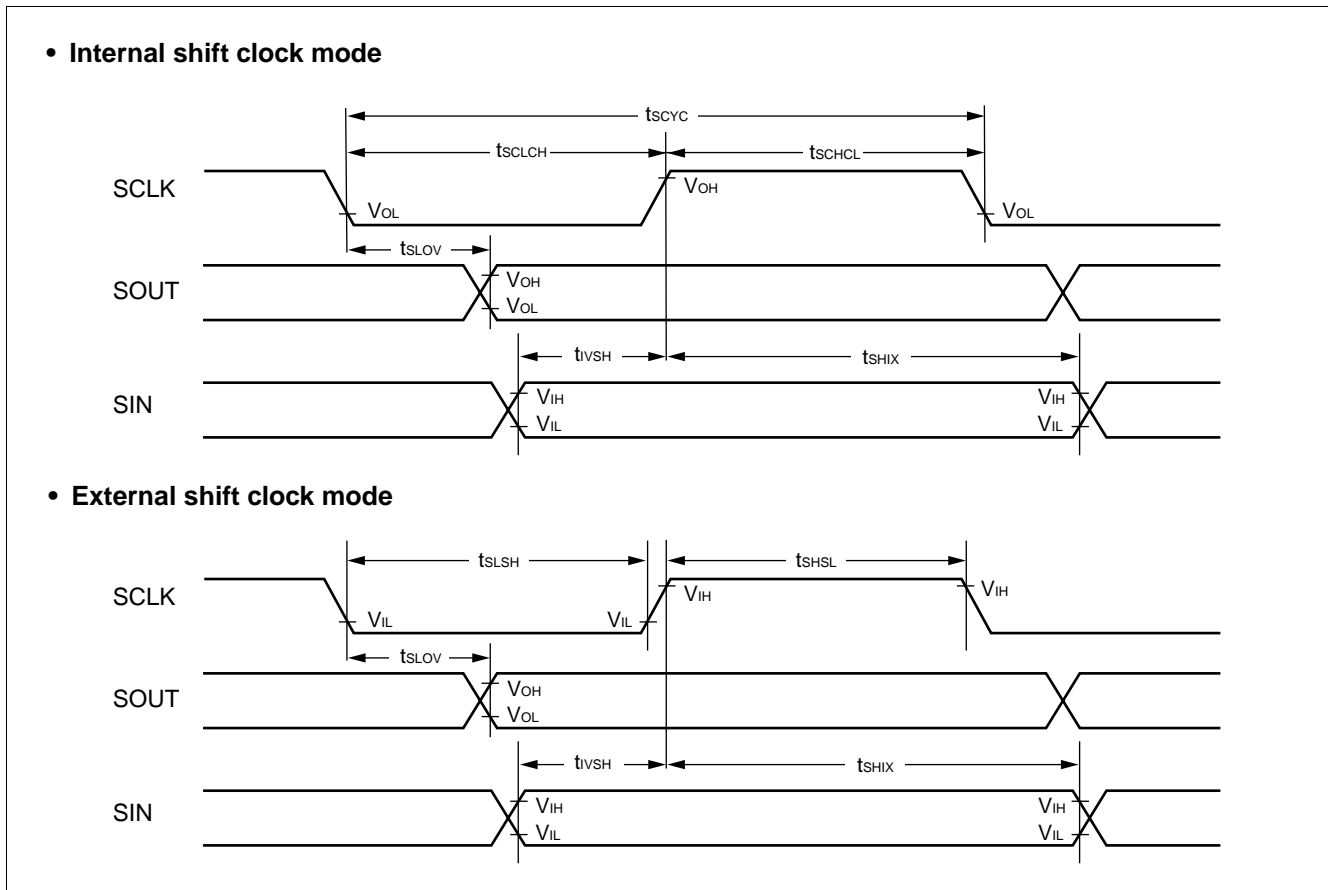 • Internal shift clock mode
tSCYC
tSCLCH tSCHCL
SCLK VOL VOH VOL
tSLOV
SOUT VOH
VOL
tIVSH tSHIX
SIN VIH VIH
VIL VIL
• External shift clock mode
tSLSH tSHSL
SCLK VIL VIL VIH VIH
tSLOV
SOUT VOH
VOL
tIVSH tSHIX
SIN VIH VIH
VIL VIL